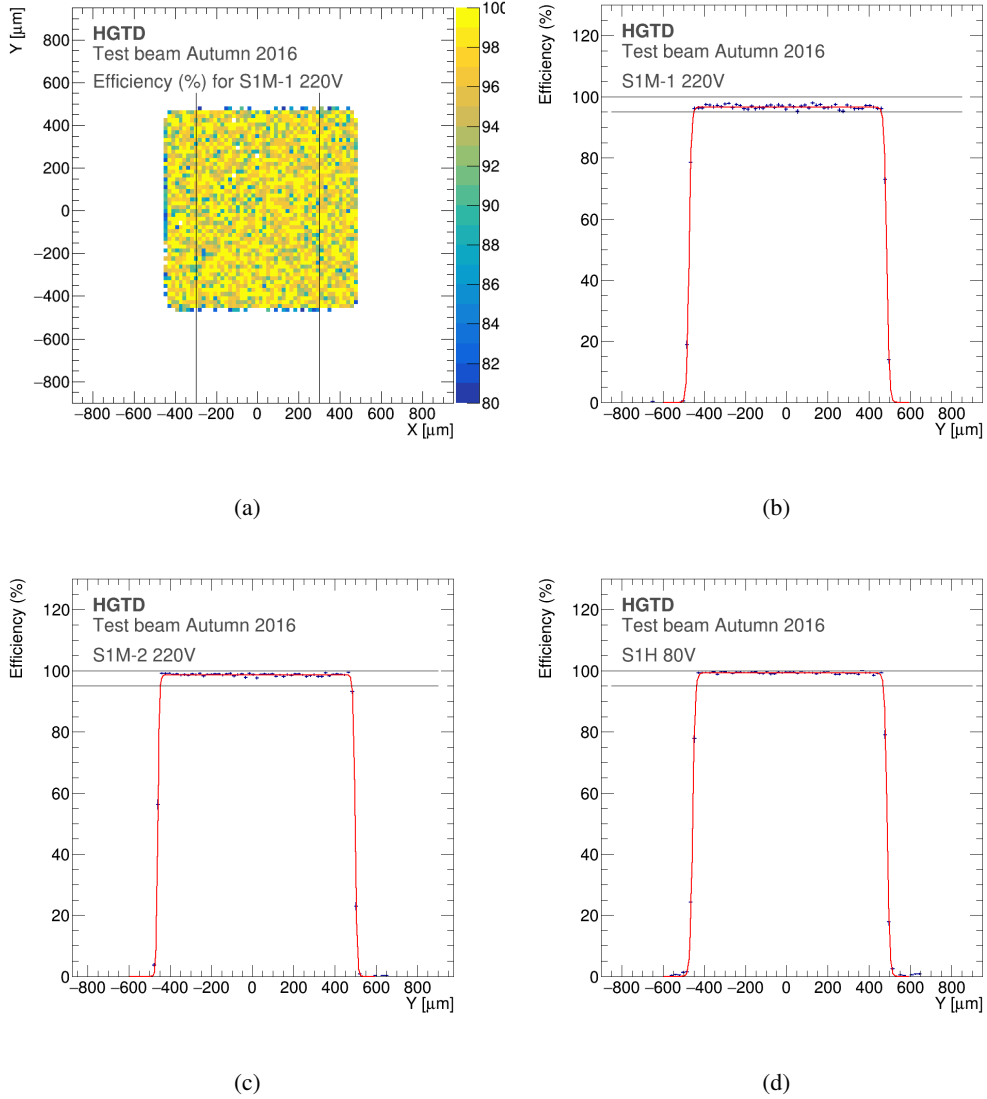 HGTD
Test beam Autumn 2016
Efficiency (%) for S1M-1 220V
Y [μm]
800
600
400
200
0
−200
−400
−600
−800
−800 −600 −400 −200 0 200 400 600 800
X [μm]
100
98
96
94
92
90
88
86
84
82
80
(a)
HGTD
Test beam Autumn 2016
S1M-1 220V
Efficiency (%)
120
100
80
60
40
20
0
−800 −600 −400 −200 0 200 400 600 800
Y [μm]
(b)
HGTD
Test beam Autumn 2016
S1M-2 220V
Efficiency (%)
120
100
80
60
40
20
0
−800 −600 −400 −200 0 200 400 600 800
Y [μm]
(c)
HGTD
Test beam Autumn 2016
S1H 80V
Efficiency (%)
120
100
80
60
40
20
0
−800 −600 −400 −200 0 200 400 600 800
Y [μm]
(d)